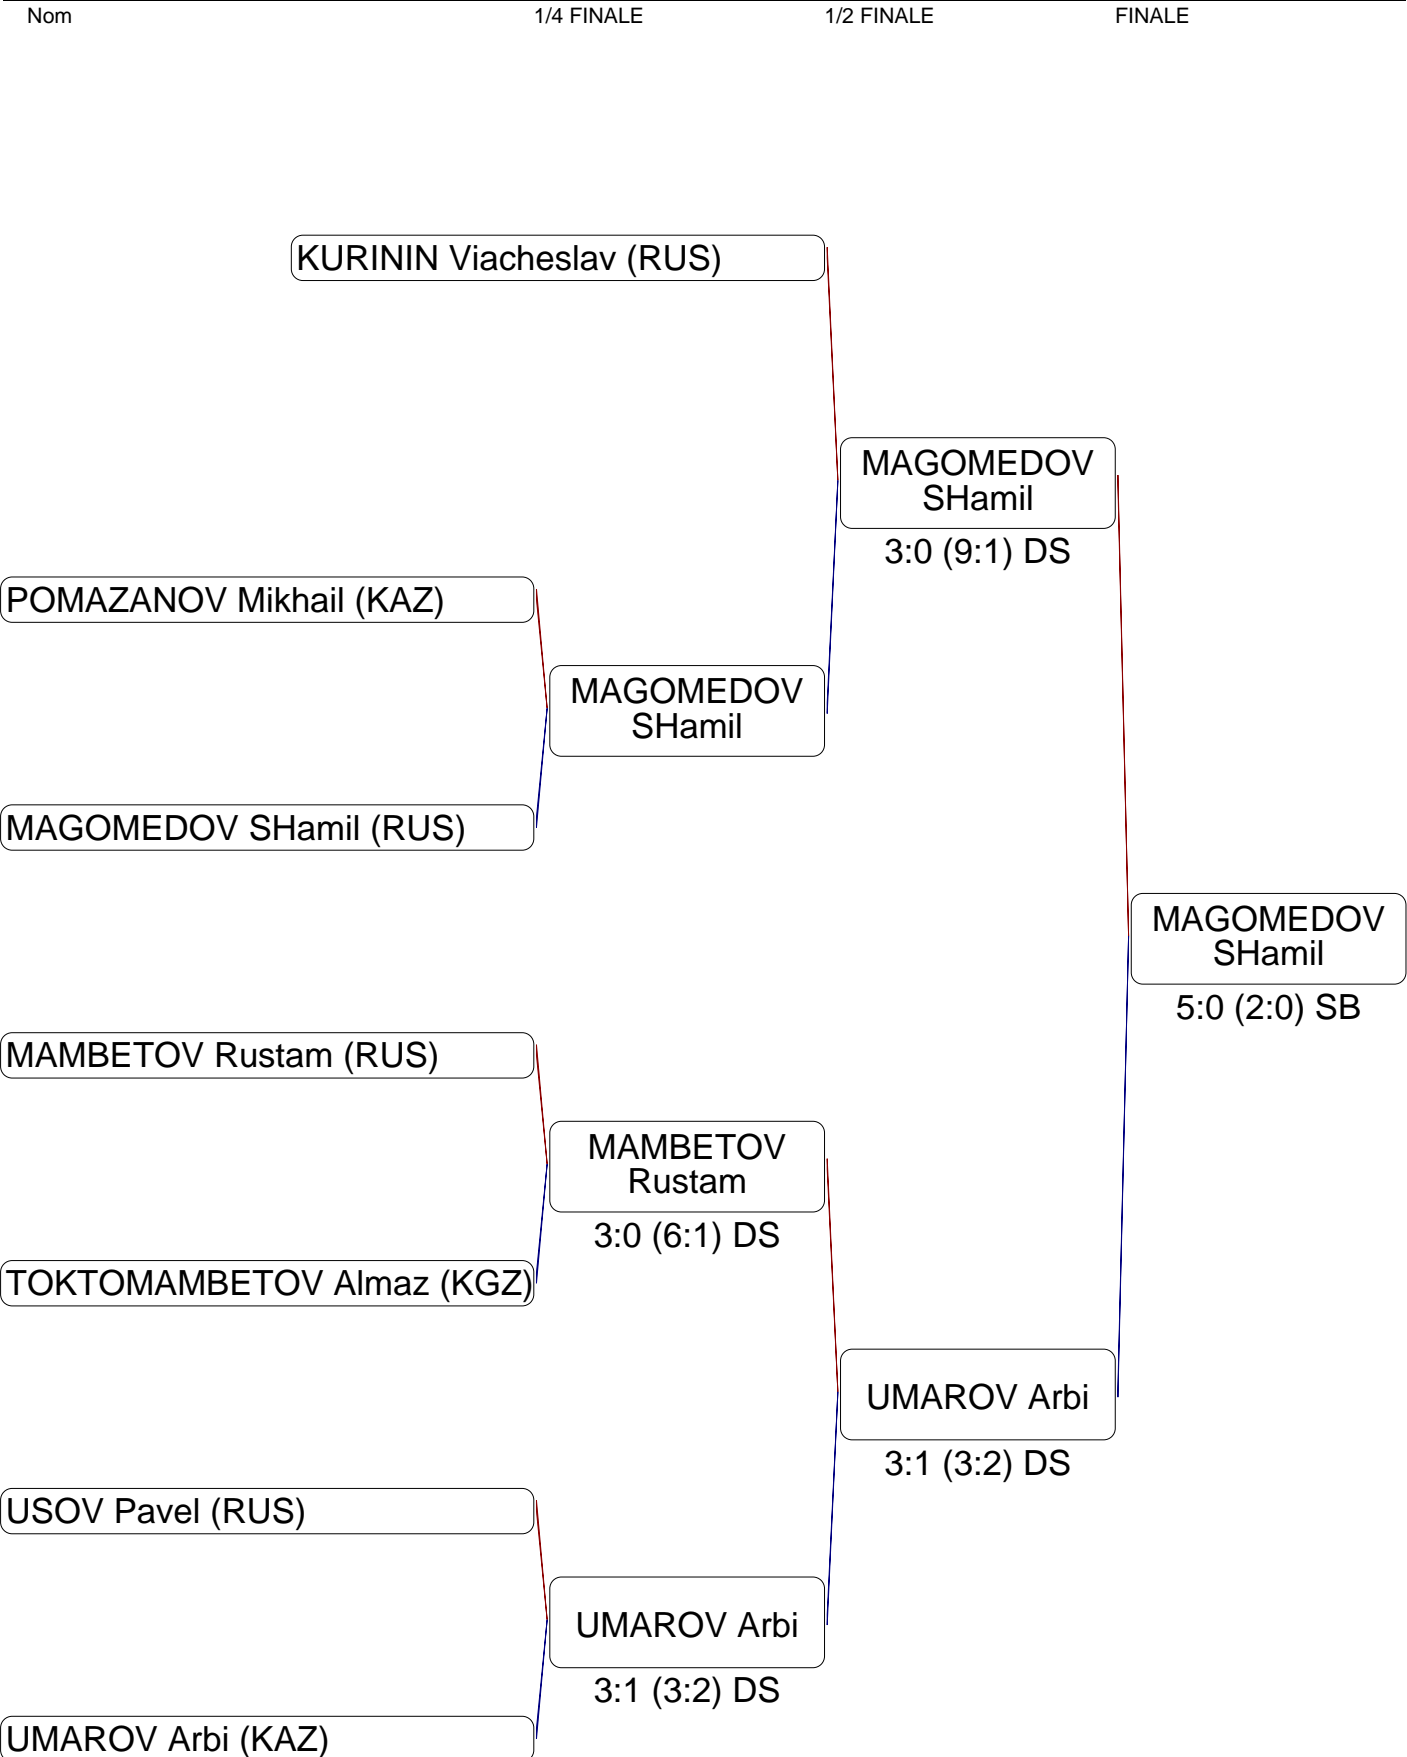 Nom 1/4 FINALE 1/2 FINALE FINALE
KURININ Viacheslav (RUS)
MAGOMEDOV
SHamil
3:0 (9:1) DS
POMAZANOV Mikhail (KAZ)
MAGOMEDOV
SHamil
MAGOMEDOV SHamil (RUS)
MAGOMEDOV
SHamil
5:0 (2:0) SB
MAMBETOV Rustam (RUS)
MAMBETOV
Rustam
3:0 (6:1) DS
TOKTOMAMBETOV Almaz (KGZ)
UMAROV Arbi
3:1 (3:2) DS
USOV Pavel (RUS)
UMAROV Arbi
3:1 (3:2) DS
UMAROV Arbi (KAZ)